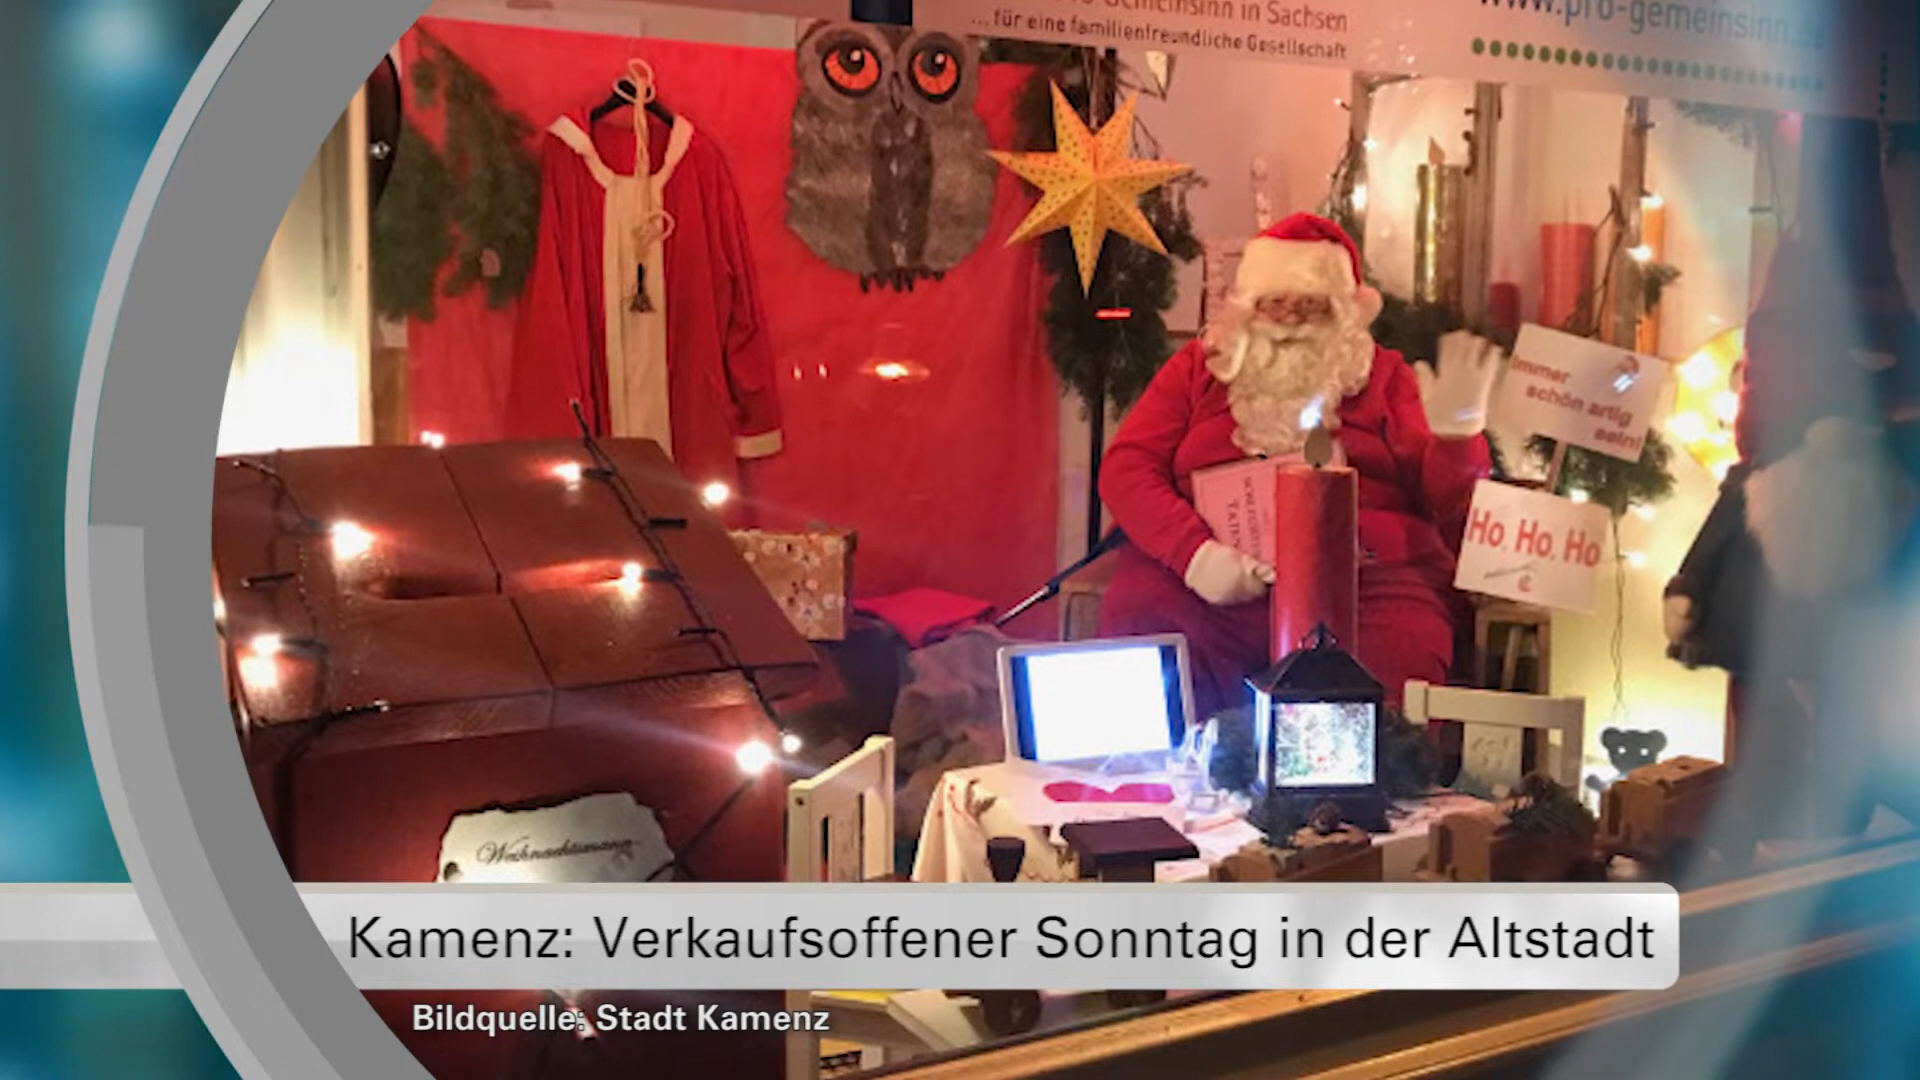 Gemeinsinn in Sachsen
... für eine familienfreundliche Gesellschaft
www.pro-gemeinsinn.de
Immer
schön artig
sein!
Ho, Ho, Ho
Weihnachtsmann
Kamenz: Verkaufsoffener Sonntag in der Altstadt
Bildquelle: Stadt Kamenz